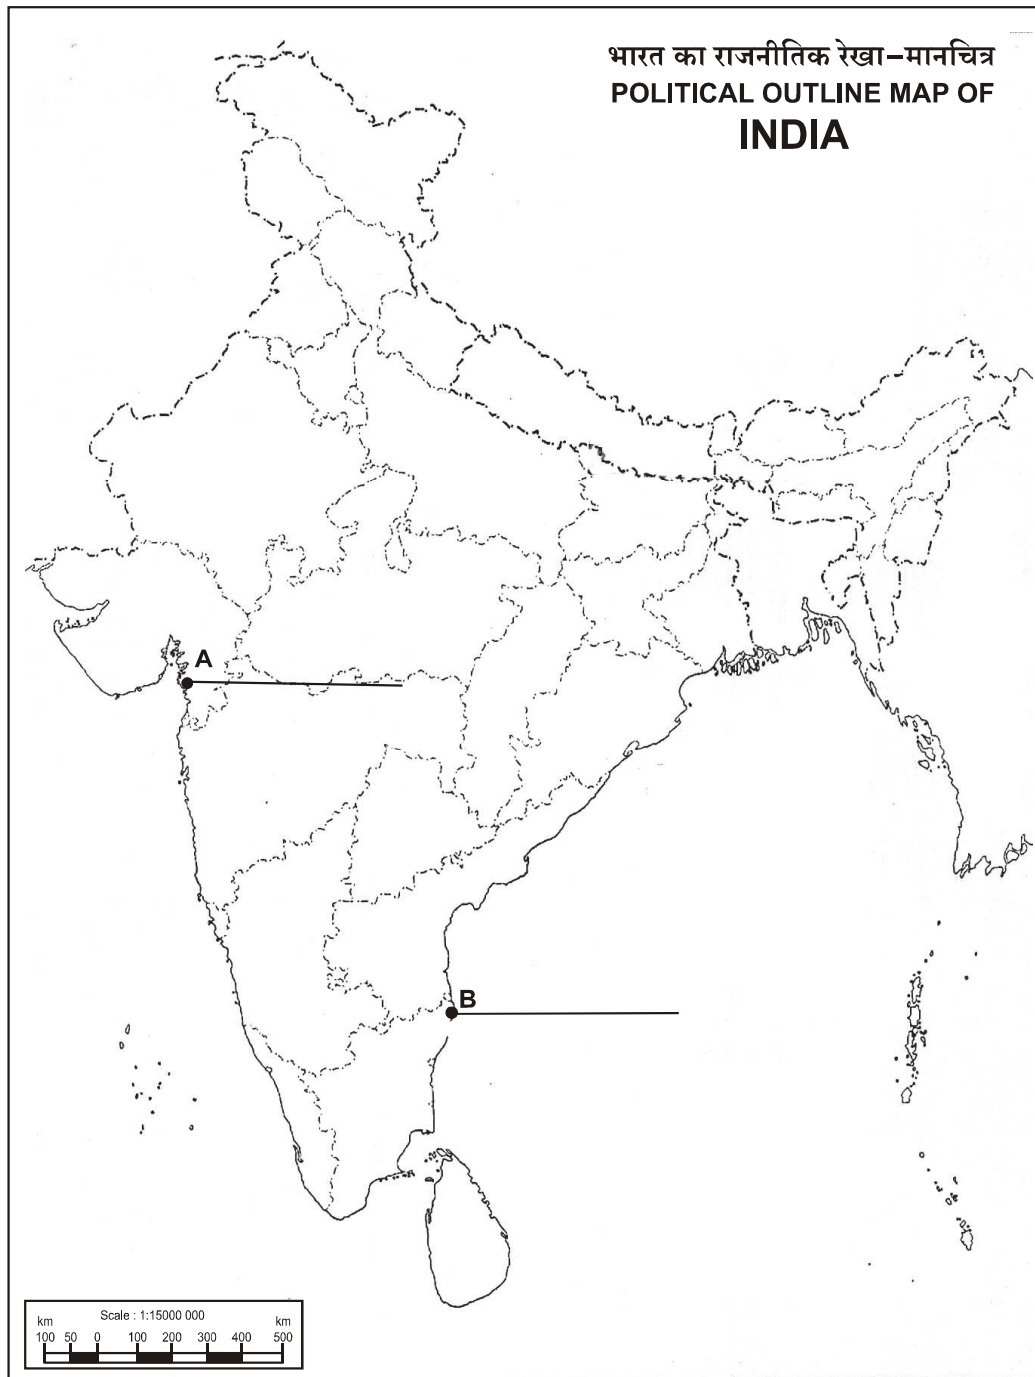 भारत का राजनीतिक रेखा–मानचित्र
POLITICAL OUTLINE MAP OF
INDIA
A
B
Scale : 1:15000 000
km km
100 50 0 100 200 300 400 500